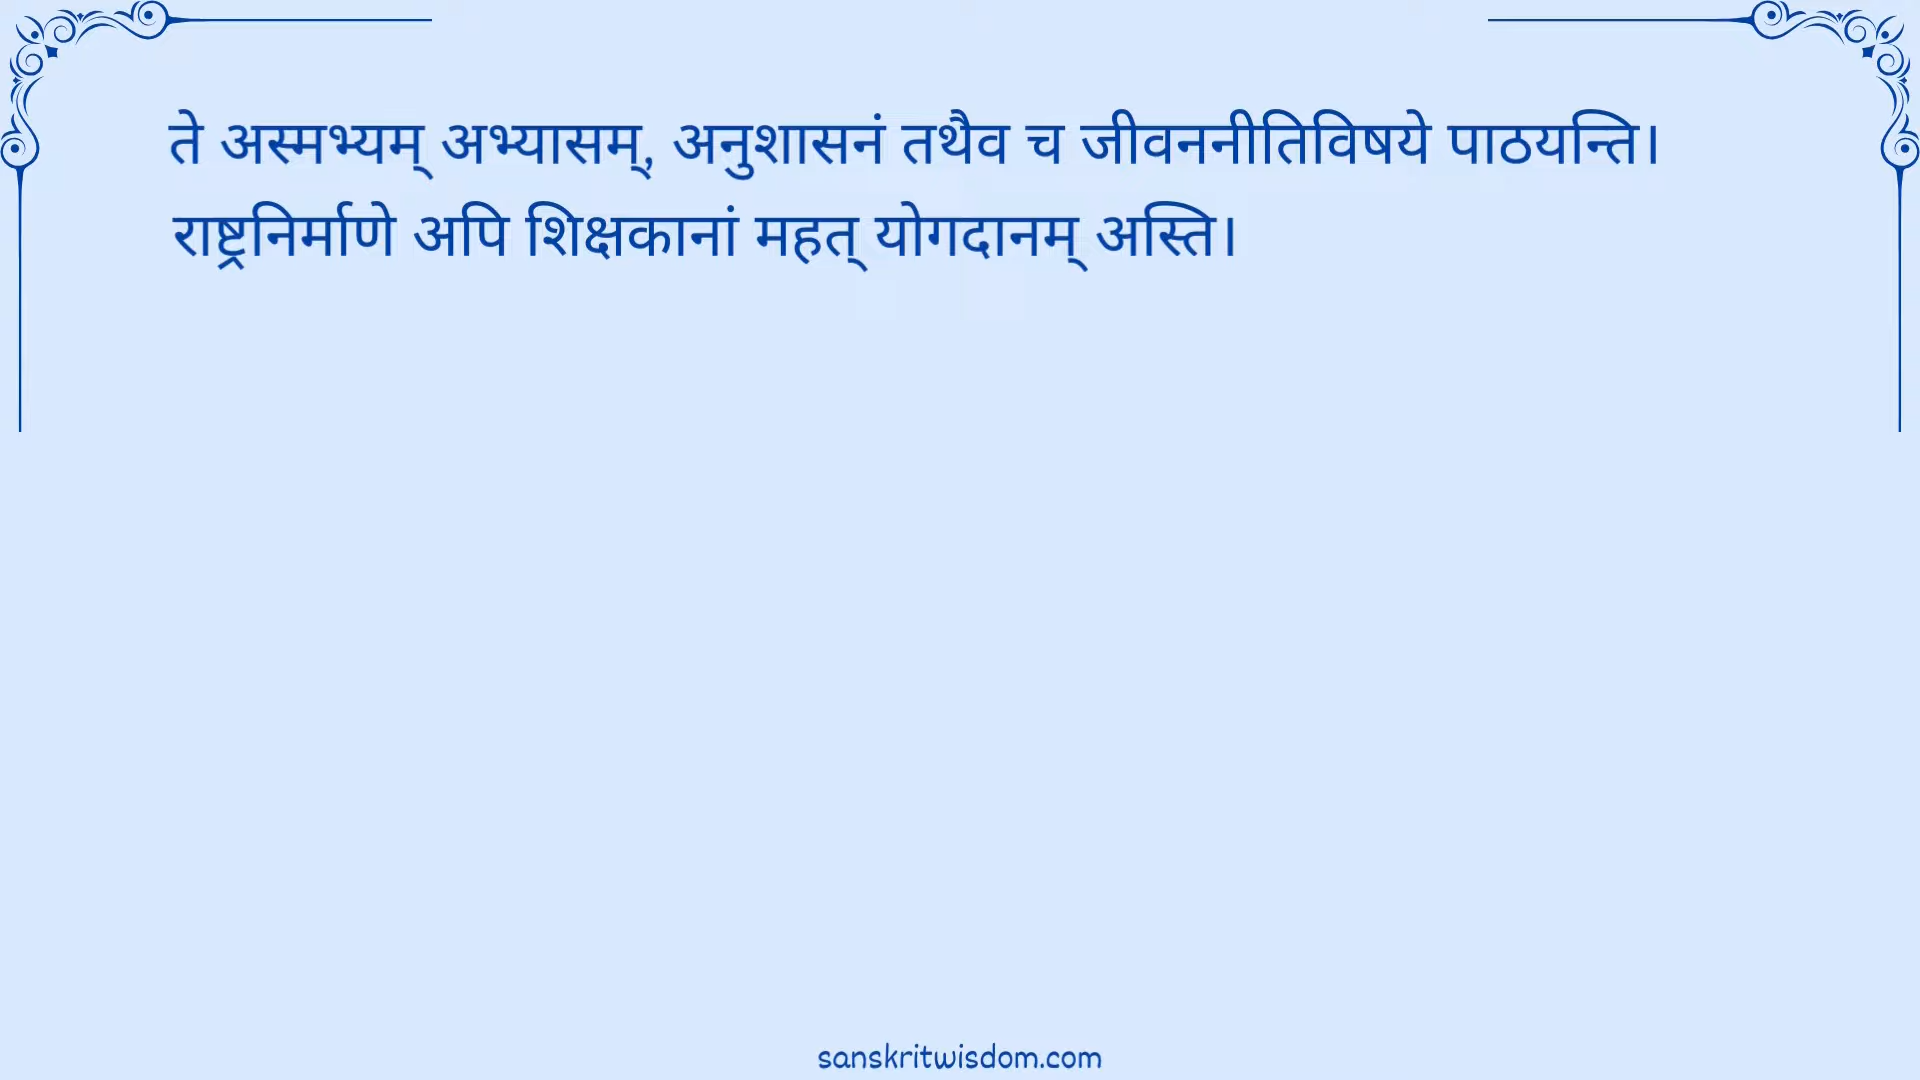 ते अस्मभ्यम् अभ्यासम्, अनुशासनं तथैव च जीवननीतिविषये पाठयन्ति।
राष्ट्रनिर्माणे अपि शिक्षकानां महत् योगदानम् अस्ति।
sanskritwisdom.com